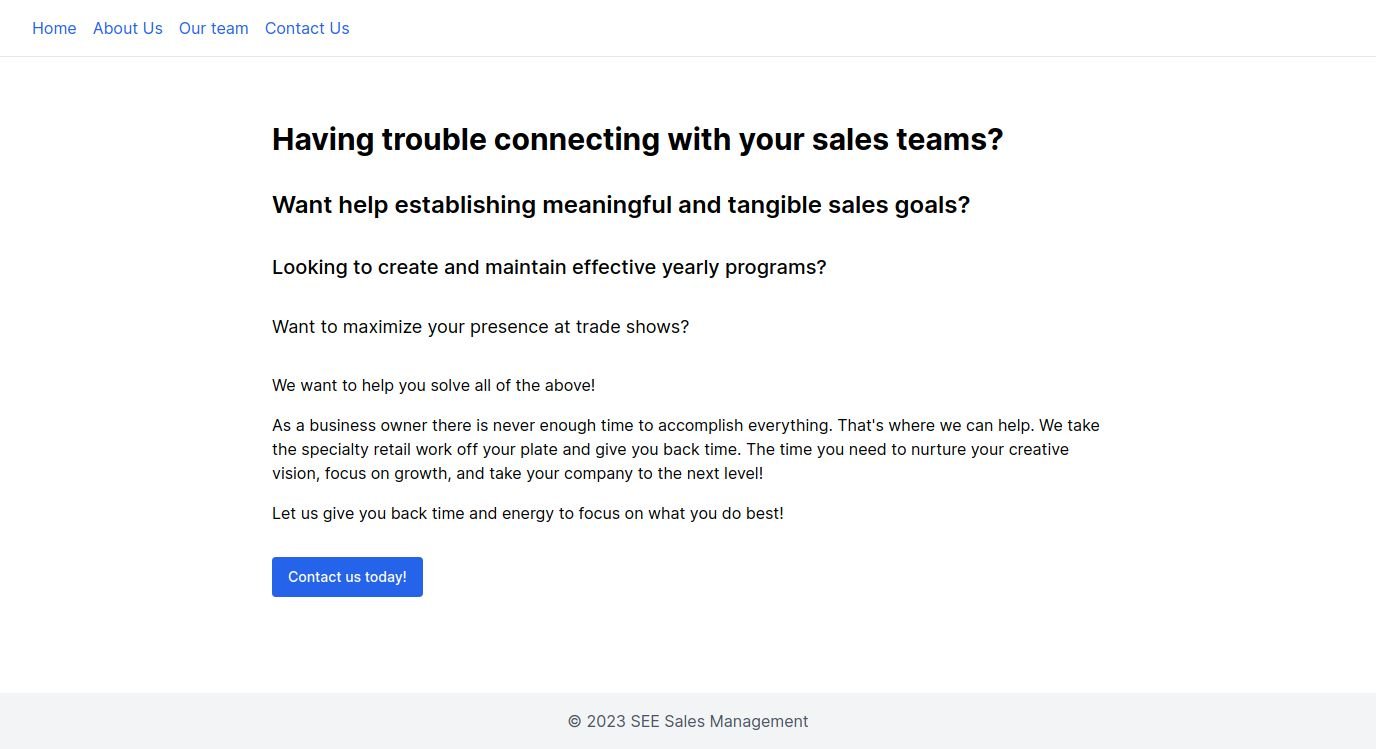 Home About Us Our team Contact Us
Having trouble connecting with your sales teams?
Want help establishing meaningful and tangible sales goals?
Looking to create and maintain effective yearly programs?
Want to maximize your presence at trade shows?
We want to help you solve all of the above!
As a business owner there is never enough time to accomplish everything. That's where we can help. We take
the specialty retail work off your plate and give you back time. The time you need to nurture your creative
vision, focus on growth, and take your company to the next level!
Let us give you back time and energy to focus on what you do best!
Contact us today!
© 2023 SEE Sales Management